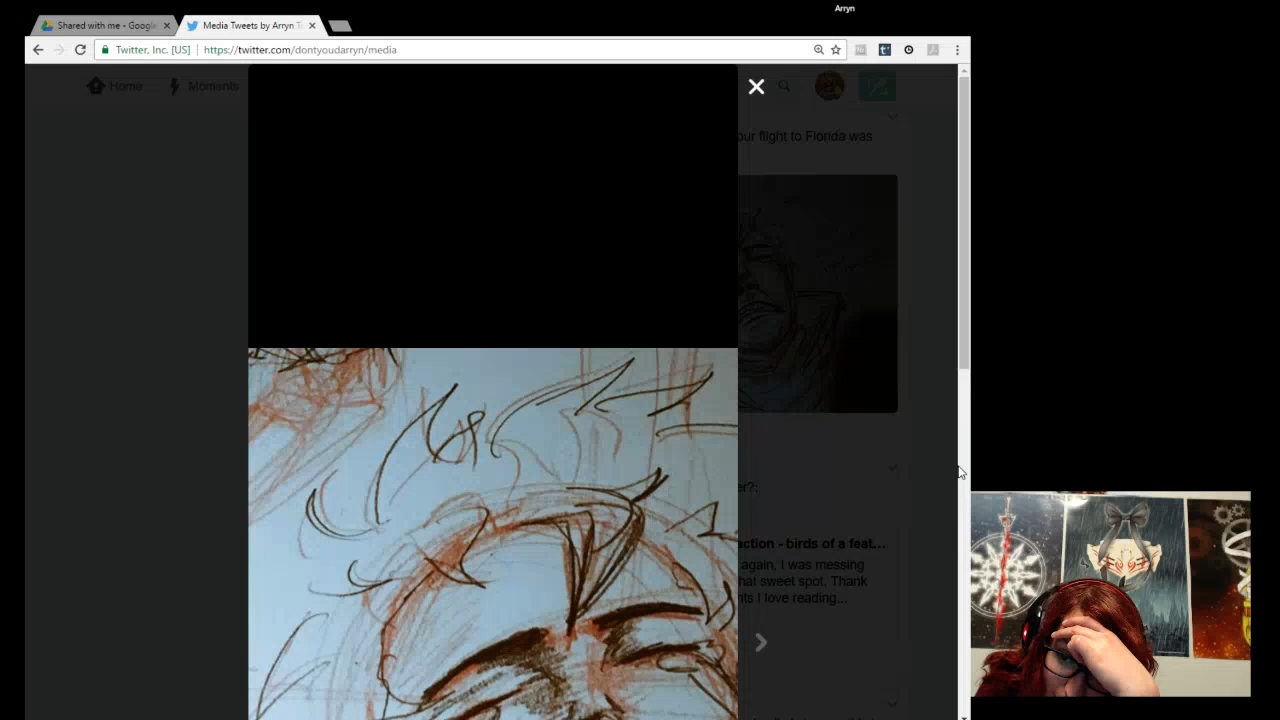 Arryn
Shared with me - Google
Media Tweets by Arryn T
Twitter, Inc. [US] https://twitter.com/dontyoudarryn/media
Home Moments
our flight to Florida was
er?:
action - birds of a feat...
again, I was messing
hat sweet spot. Thank
nts I love reading...